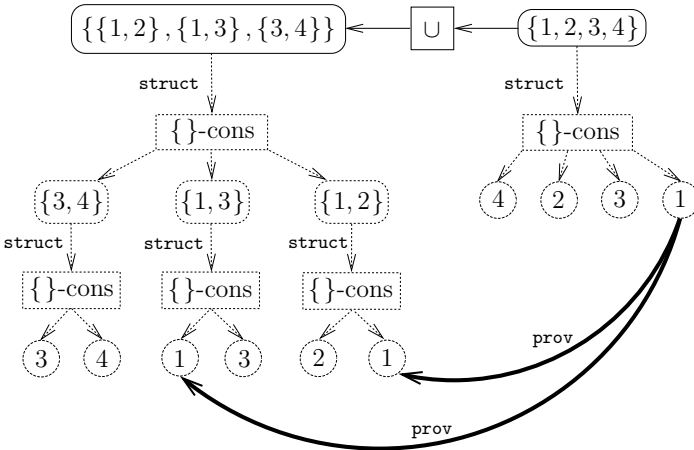 {{1, 2} , {1, 3} , {3, 4}} ∪ {1, 2, 3, 4}
struct struct
{}-cons {}-cons
{3, 4} {1, 3} {1, 2} 4 2 3 1
struct struct struct
{}-cons {}-cons {}-cons
prov
3 4 1 3 2 1
prov